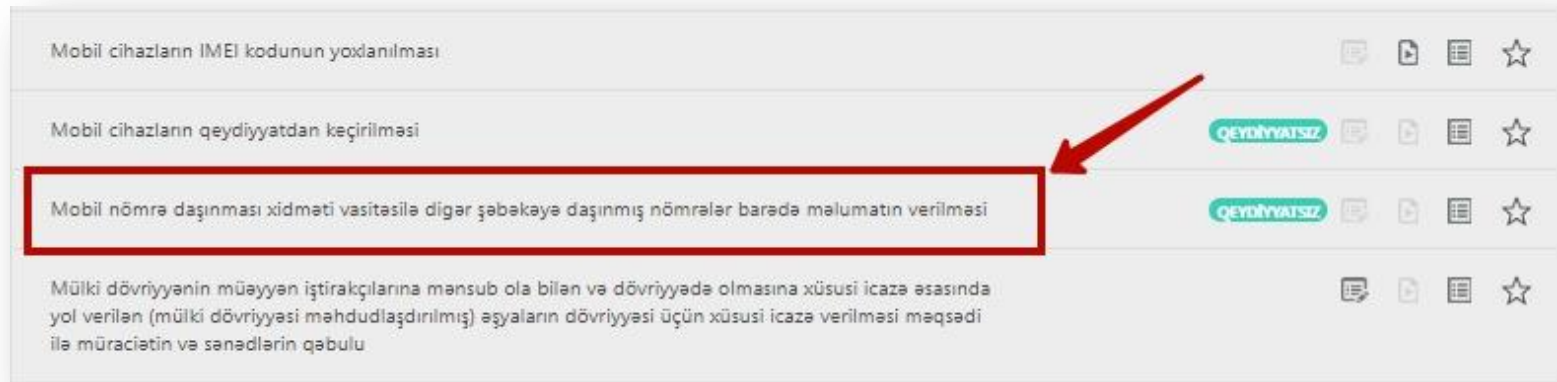 Mobil cihazların IMEI kodunun yoxlanılması
Mobil cihazların qeydiyyatdan keçirilməsi
QEYDİYYATSIZ
Mobil nömrə daşınması xidməti vasitəsilə digər şəbəkəyə daşınmış nömrələr barədə məlumatın verilməsi
QEYDİYYATSIZ
Mülki dövriyyənin müəyyən iştirakçılarına mənsub ola bilən və dövriyyədə olmasına xüsusi icazə əsasında
yol verilən (mülki dövriyyəsi məhdudlaşdırılmış) əşyaların dövriyyəsi üçün xüsusi icazə verilməsi məqsədi
ilə müraciətin və sənədlərin qəbulu